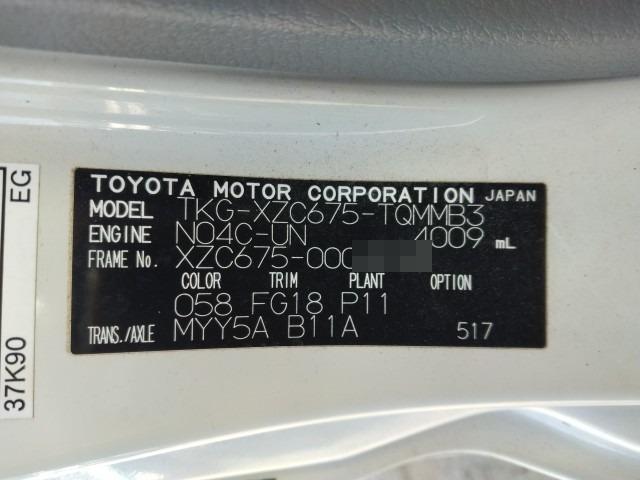 TOYOTA MOTOR CORPORATION JAPAN
MODEL TKG-XZC675-TQMMB3
ENGINE N04C-UN 4009 mL
FRAME No. XZC675-000
COLOR TRIM PLANT OPTION
058 FG18 P11
TRANS./AXLE MYY5A B11A 517
37K90 EG